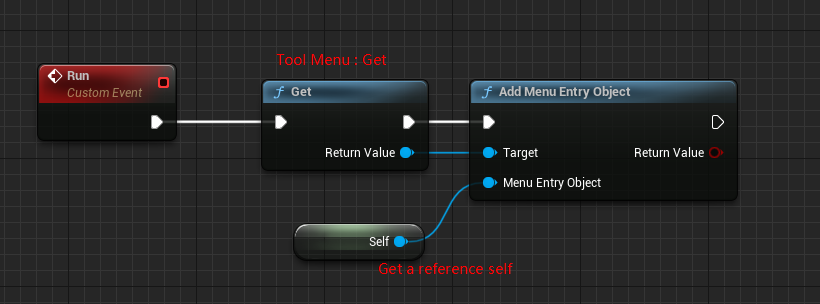 Tool Menu : Get
Run
Custom Event
f Get
f Add Menu Entry Object
Return Value
Target
Return Value
Menu Entry Object
Self
Get a reference self